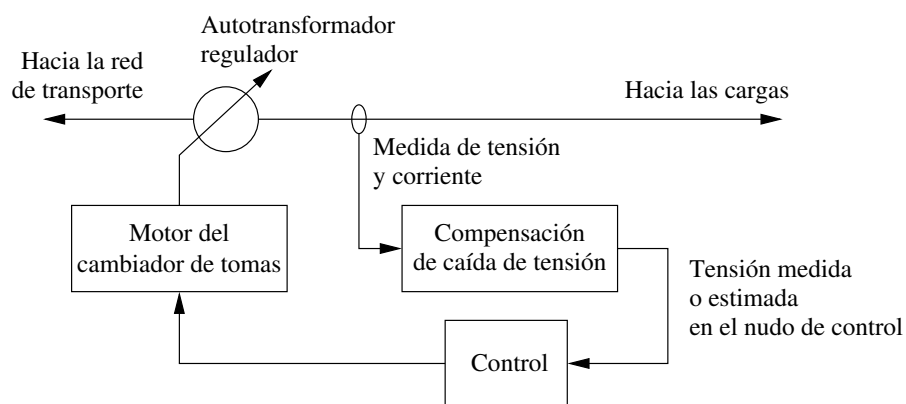 Autotransformador
regulador
Hacia la red
de transporte
Hacia las cargas
Medida de tensión
y corriente
Motor del
cambiador de tomas
Compensación
de caída de tensión
Tensión medida
o estimada
en el nudo de control
Control